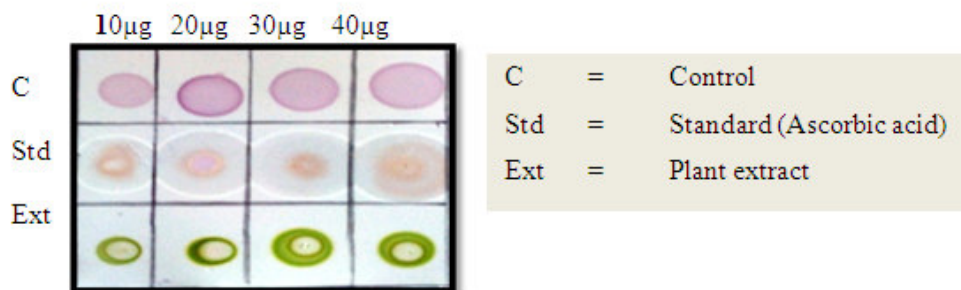 10μg 20μg 30μg 40μg
C
Std
Ext
C = Control
Std = Standard (Ascorbic acid)
Ext = Plant extract